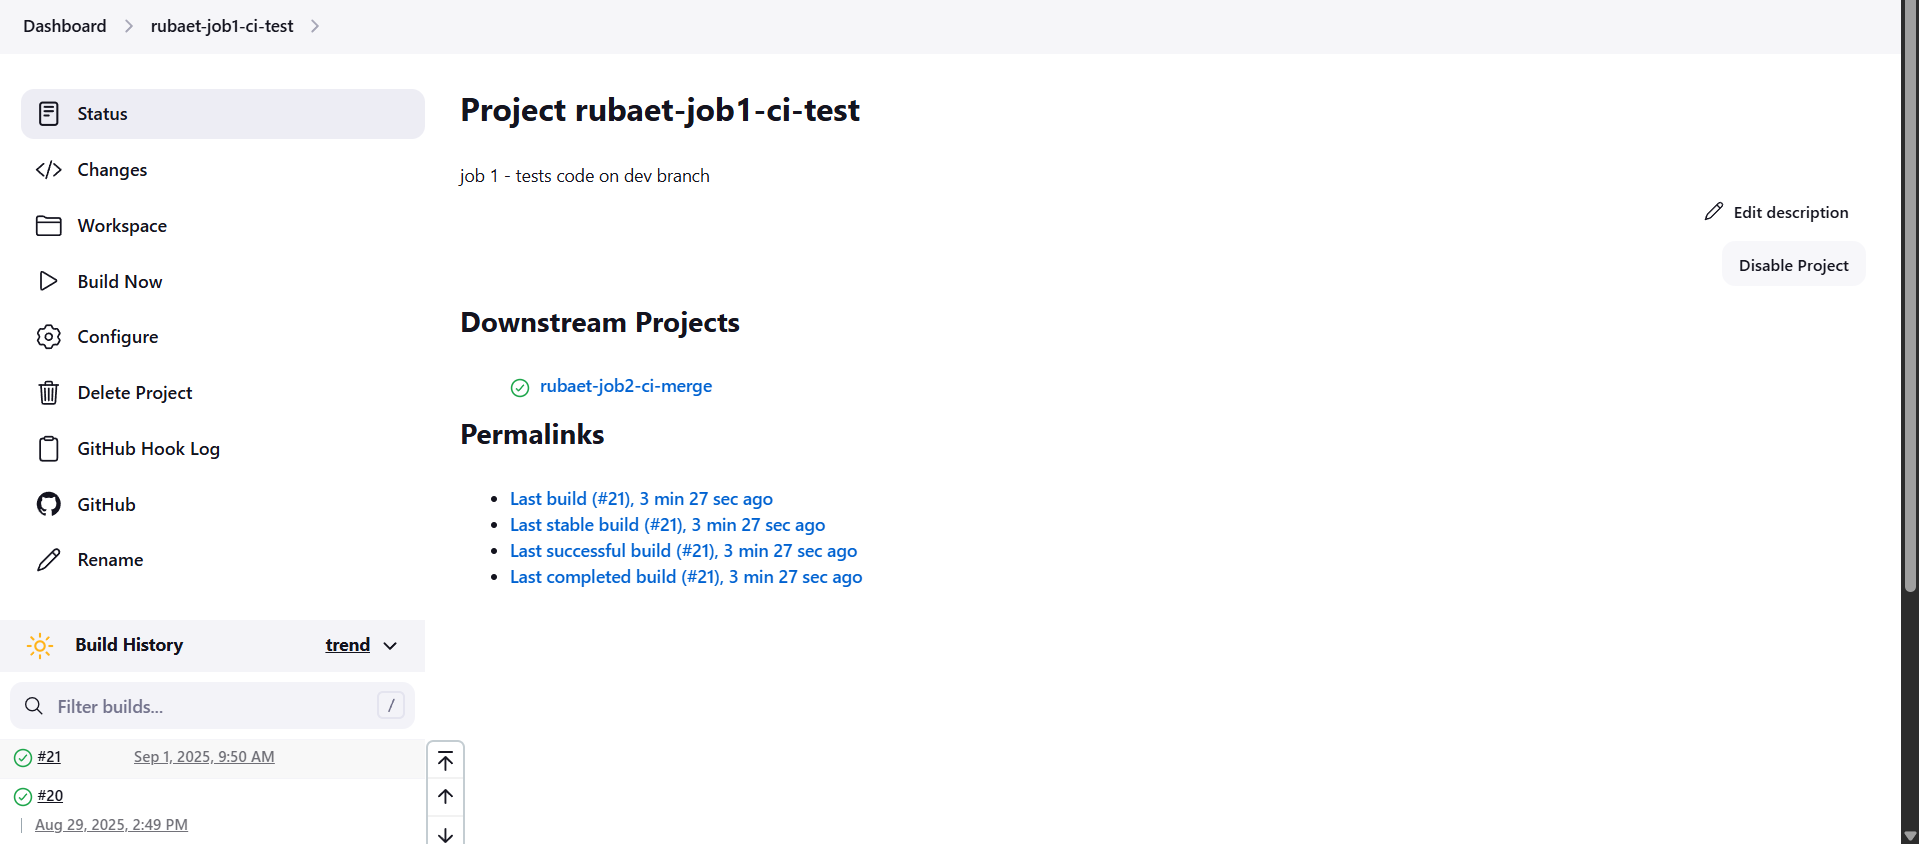 Dashboard
rubaet-job1-ci-test
Status
Changes
Workspace
Build Now
Configure
Delete Project
GitHub Hook Log
GitHub
Rename
Build History
trend
Filter builds...
/
#21
Sep 1, 2025, 9:50 AM
#20
Aug 29, 2025, 2:49 PM
Project rubaet-job1-ci-test
job 1 - tests code on dev branch
Edit description
Disable Project
Downstream Projects
rubaet-job2-ci-merge
Permalinks
Last build (#21), 3 min 27 sec ago
Last stable build (#21), 3 min 27 sec ago
Last successful build (#21), 3 min 27 sec ago
Last completed build (#21), 3 min 27 sec ago